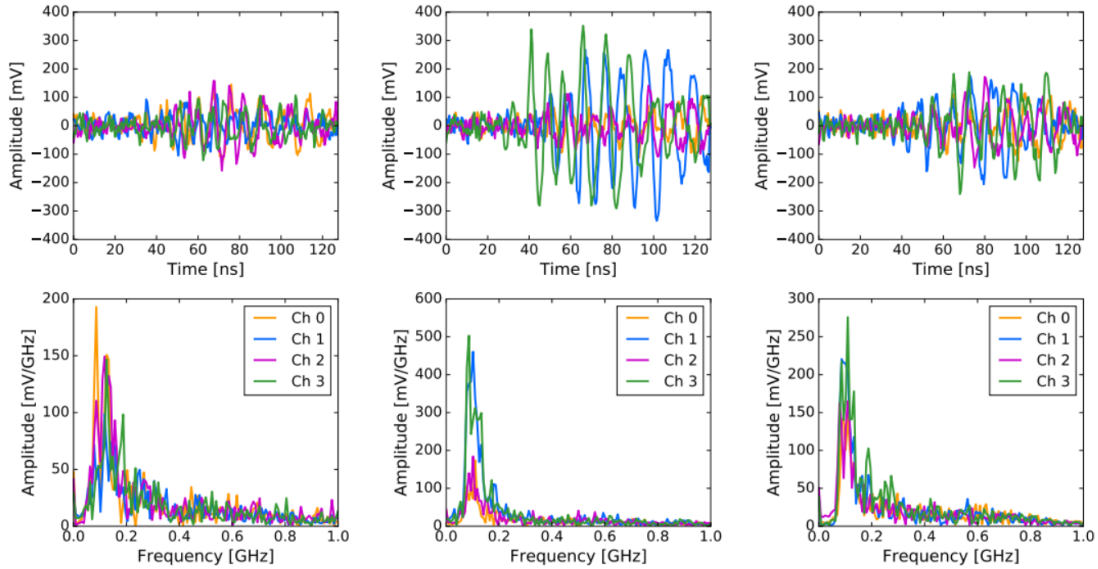 400
300
200
100
0
−100
−200
−300
−400
Amplitude [mV]
0 20 40 60 80 100 120
Time [ns]
400
300
200
100
0
−100
−200
−300
−400
Amplitude [mV]
0 20 40 60 80 100 120
Time [ns]
400
300
200
100
0
−100
−200
−300
−400
Amplitude [mV]
0 20 40 60 80 100 120
Time [ns]
200
150
100
50
0
Amplitude [mV/GHz]
Ch 0
Ch 1
Ch 2
Ch 3
0.0 0.2 0.4 0.6 0.8 1.0
Frequency [GHz]
600
500
400
300
200
100
0
Amplitude [mV/GHz]
Ch 0
Ch 1
Ch 2
Ch 3
0.0 0.2 0.4 0.6 0.8 1.0
Frequency [GHz]
300
250
200
150
100
50
0
Amplitude [mV/GHz]
Ch 0
Ch 1
Ch 2
Ch 3
0.0 0.2 0.4 0.6 0.8 1.0
Frequency [GHz]